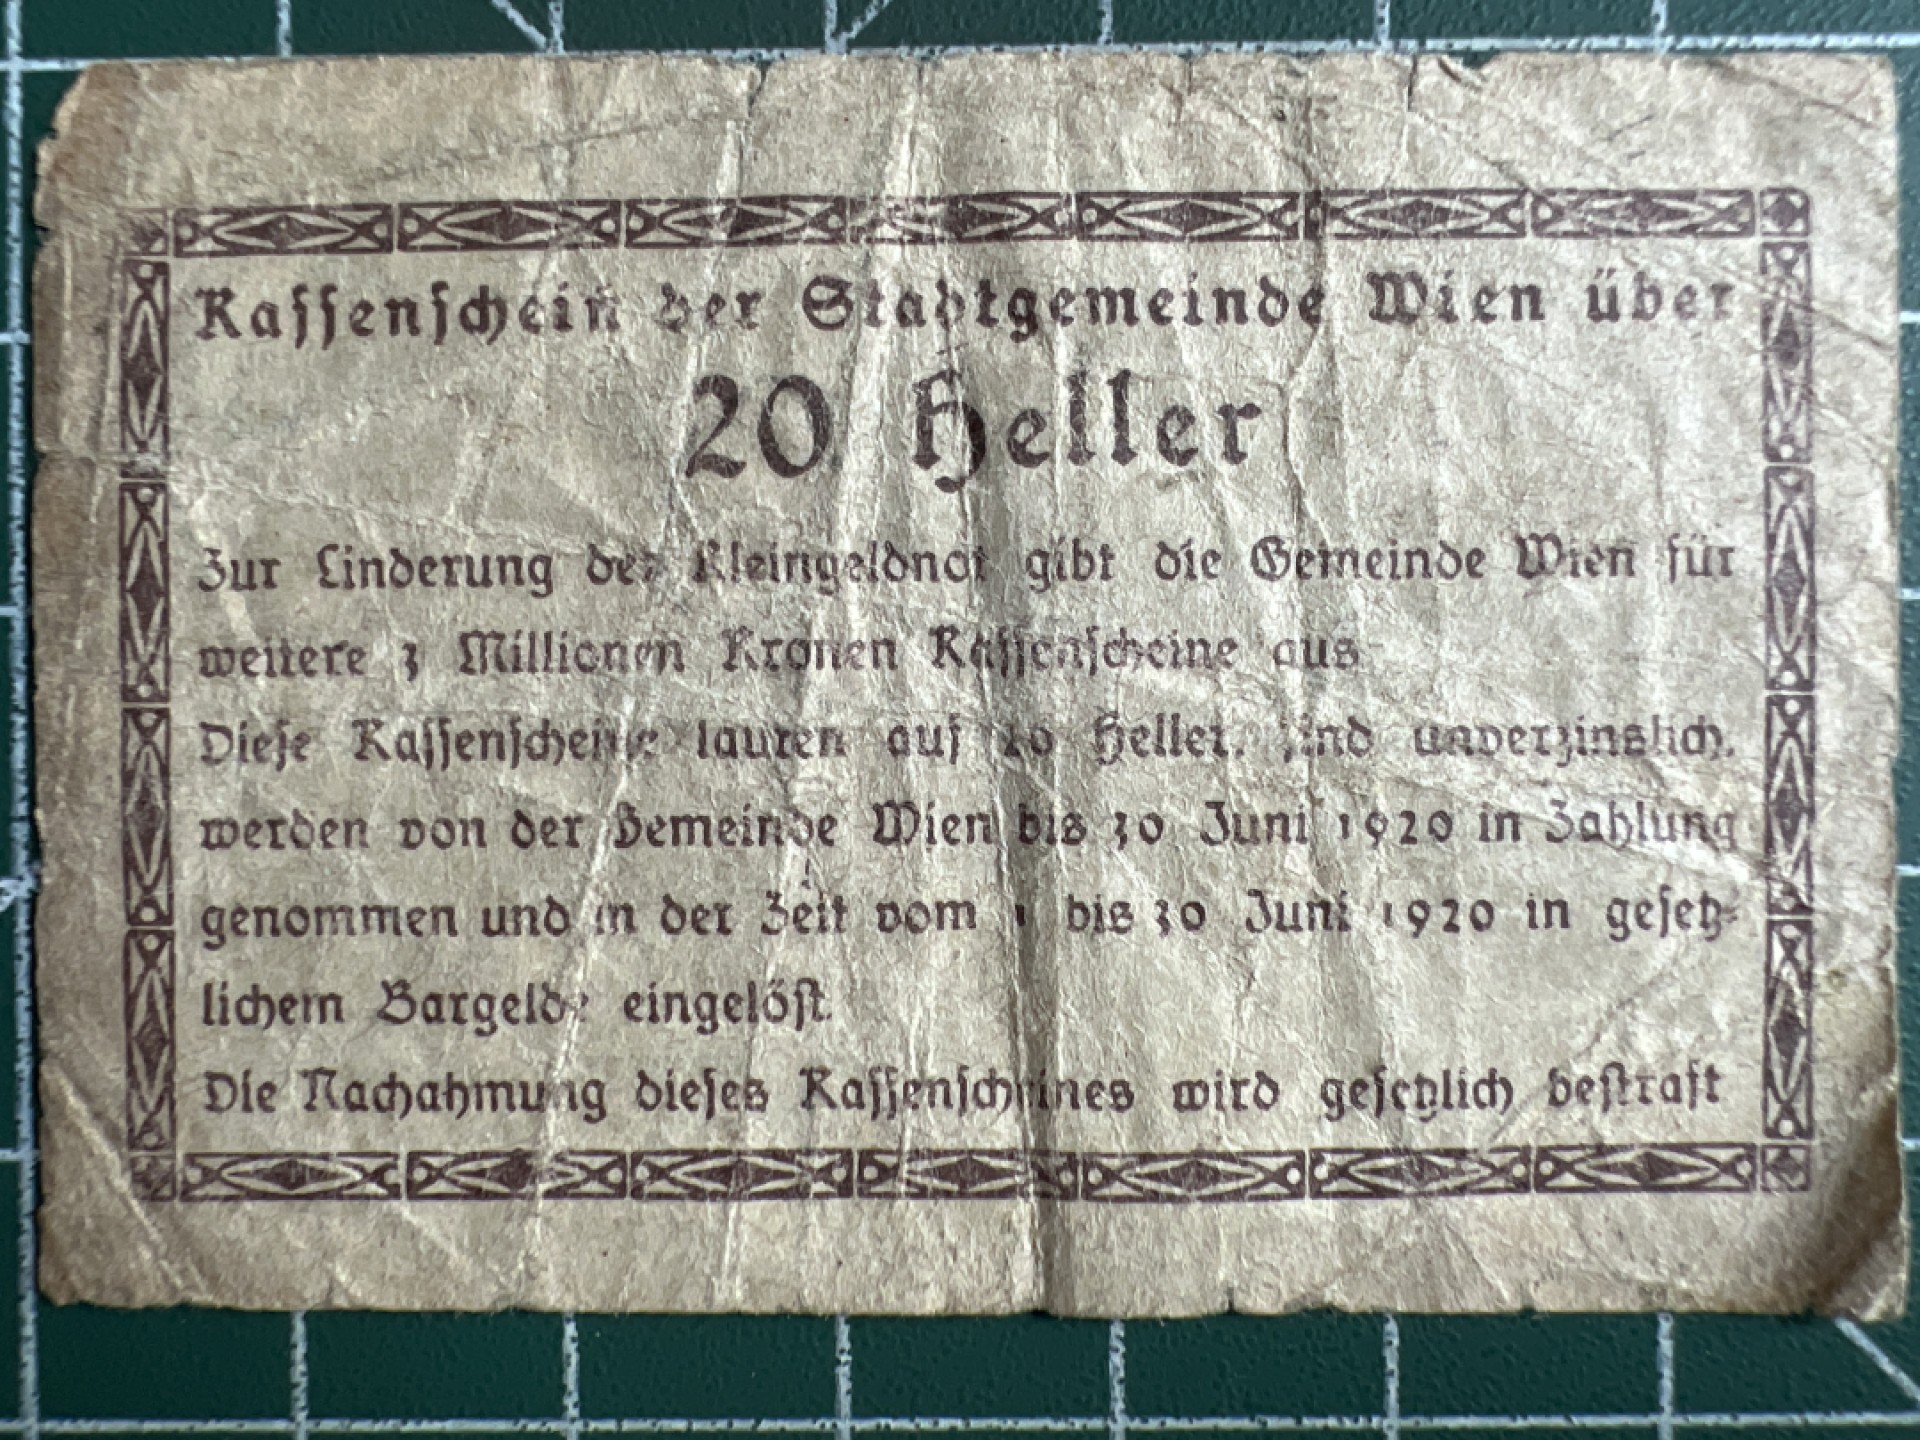 Kassenschein der Stadtgemeinde Wien über
20 Heller
Zur Linderung der Kleingeldnot gibt die Gemeinde Wien für
weitere 3 Millionen Kronen Kassenscheine aus
Diese Kassenscheine lauten auf 20 Heller, sind unverzinslich,
werden von der Gemeinde Wien bis 30 Juni 1920 in Zahlung
genommen und in der Zeit vom 1 bis 30 Juni 1920 in gesetz-
lichem Bargelde eingelöst.
Die Nachahmung dieses Kassenscheines wird gesetzlich bestraft